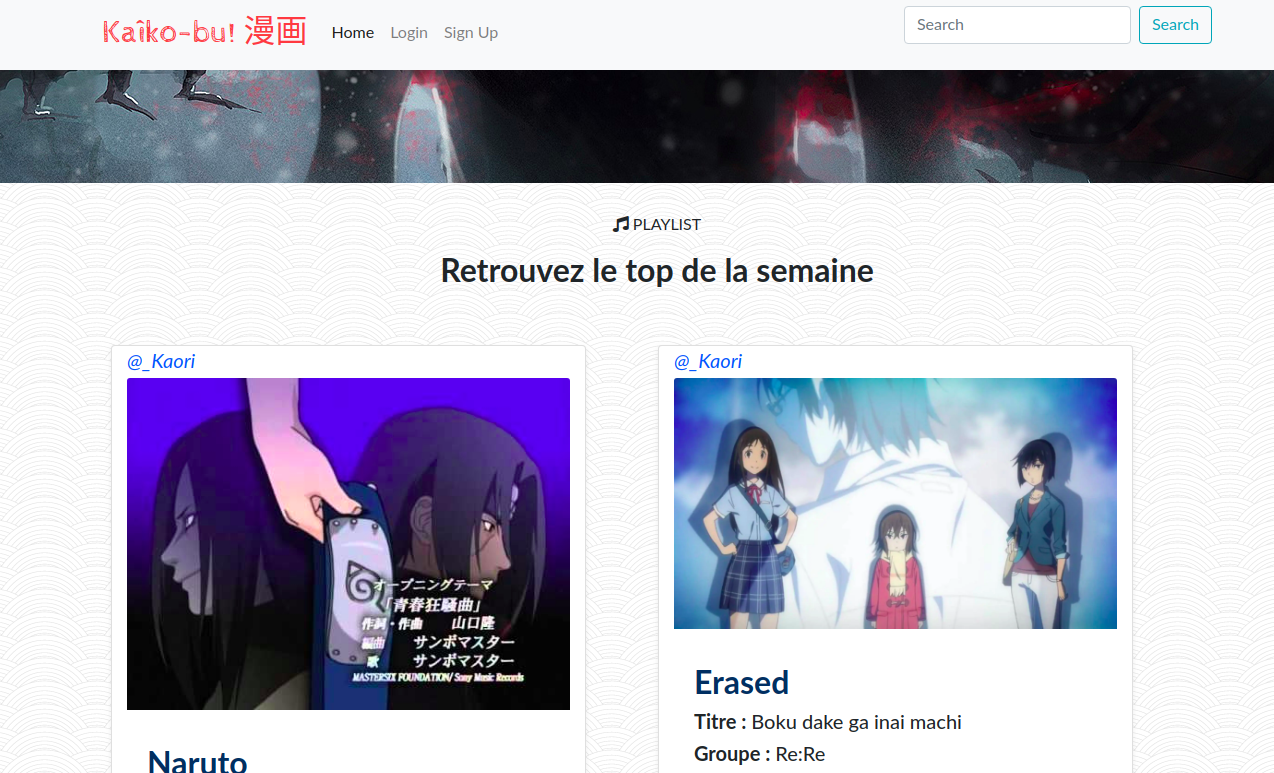 Kaîko-bu! 漫画 Home Login Sign Up Search Search
PLAYLIST
Retrouvez le top de la semaine
@_Kaori
オープニングテーマ
「青春狂騒曲」
作詞・作曲 山口隆
編曲 サンボマスター
歌 サンボマスター
MASTERSIX FOUNDATION/ Sony Music Records
Naruto
@_Kaori
Erased
Titre : Boku dake ga inai machi
Groupe : Re:Re